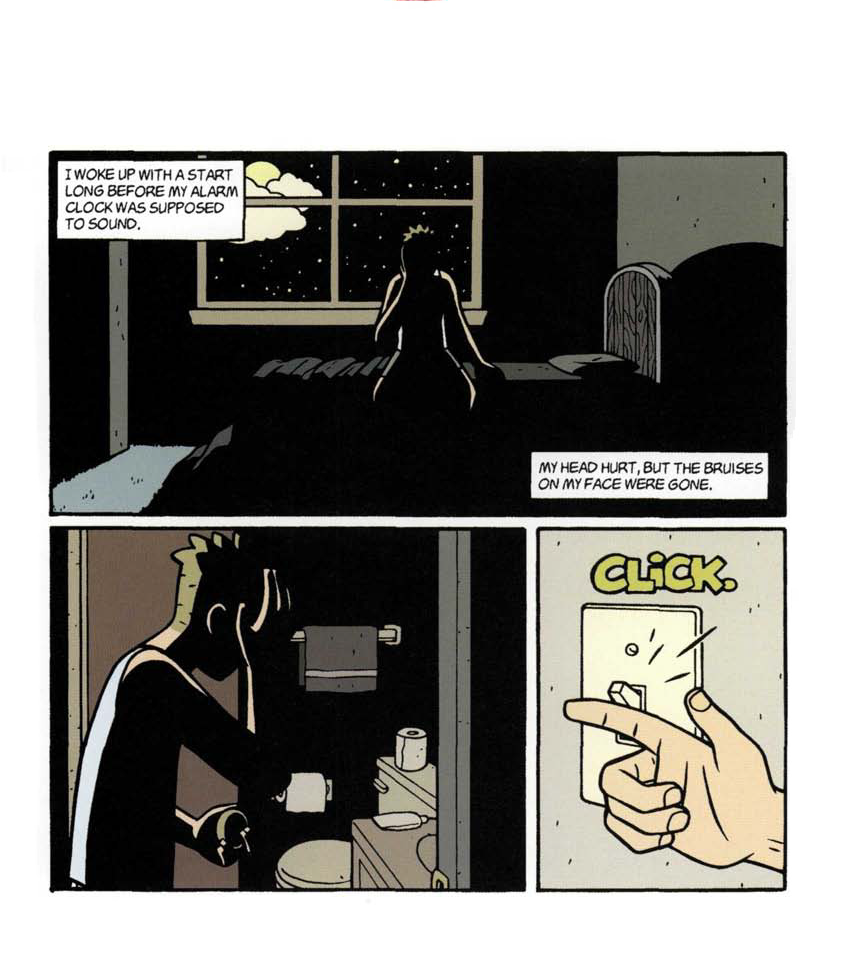 I WOKE UP WITH A START
LONG BEFORE MY ALARM
CLOCK WAS SUPPOSED
TO SOUND.
MY HEAD HURT, BUT THE BRUISES
ON MY FACE WERE GONE.
CLiCK.